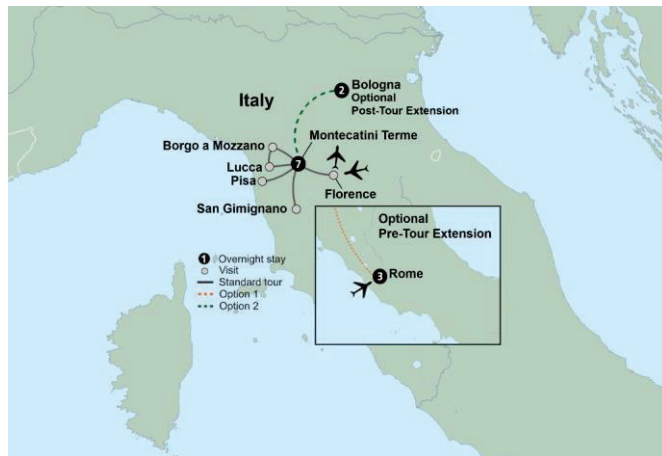 Italy
2
Bologna
Optional
Post-Tour Extension
Montecatini Terme
7
Borgo a Mozzano
Lucca
Pisa
Florence
San Gimignano
Optional
Pre-Tour Extension
3 Rome
1 Overnight stay
Visit
Standard tour
Option 1
Option 2